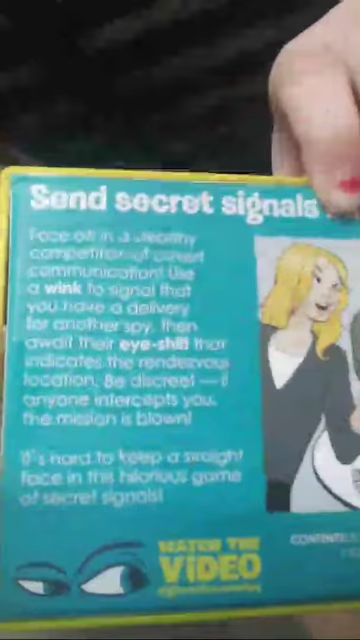 Send secret signals
Face off in a stealthy
competition of covert
communication! Use
a wink to signal that
you have a delivery
for another spy, then
await their eye-shift that
indicates the rendezvous
location. Be discreet — if
anyone intercepts you,
the mission is blown!
It's hard to keep a straight
face in this hilarious game
of secret signals!
WATCH THE
VIDEO
CONTENTS